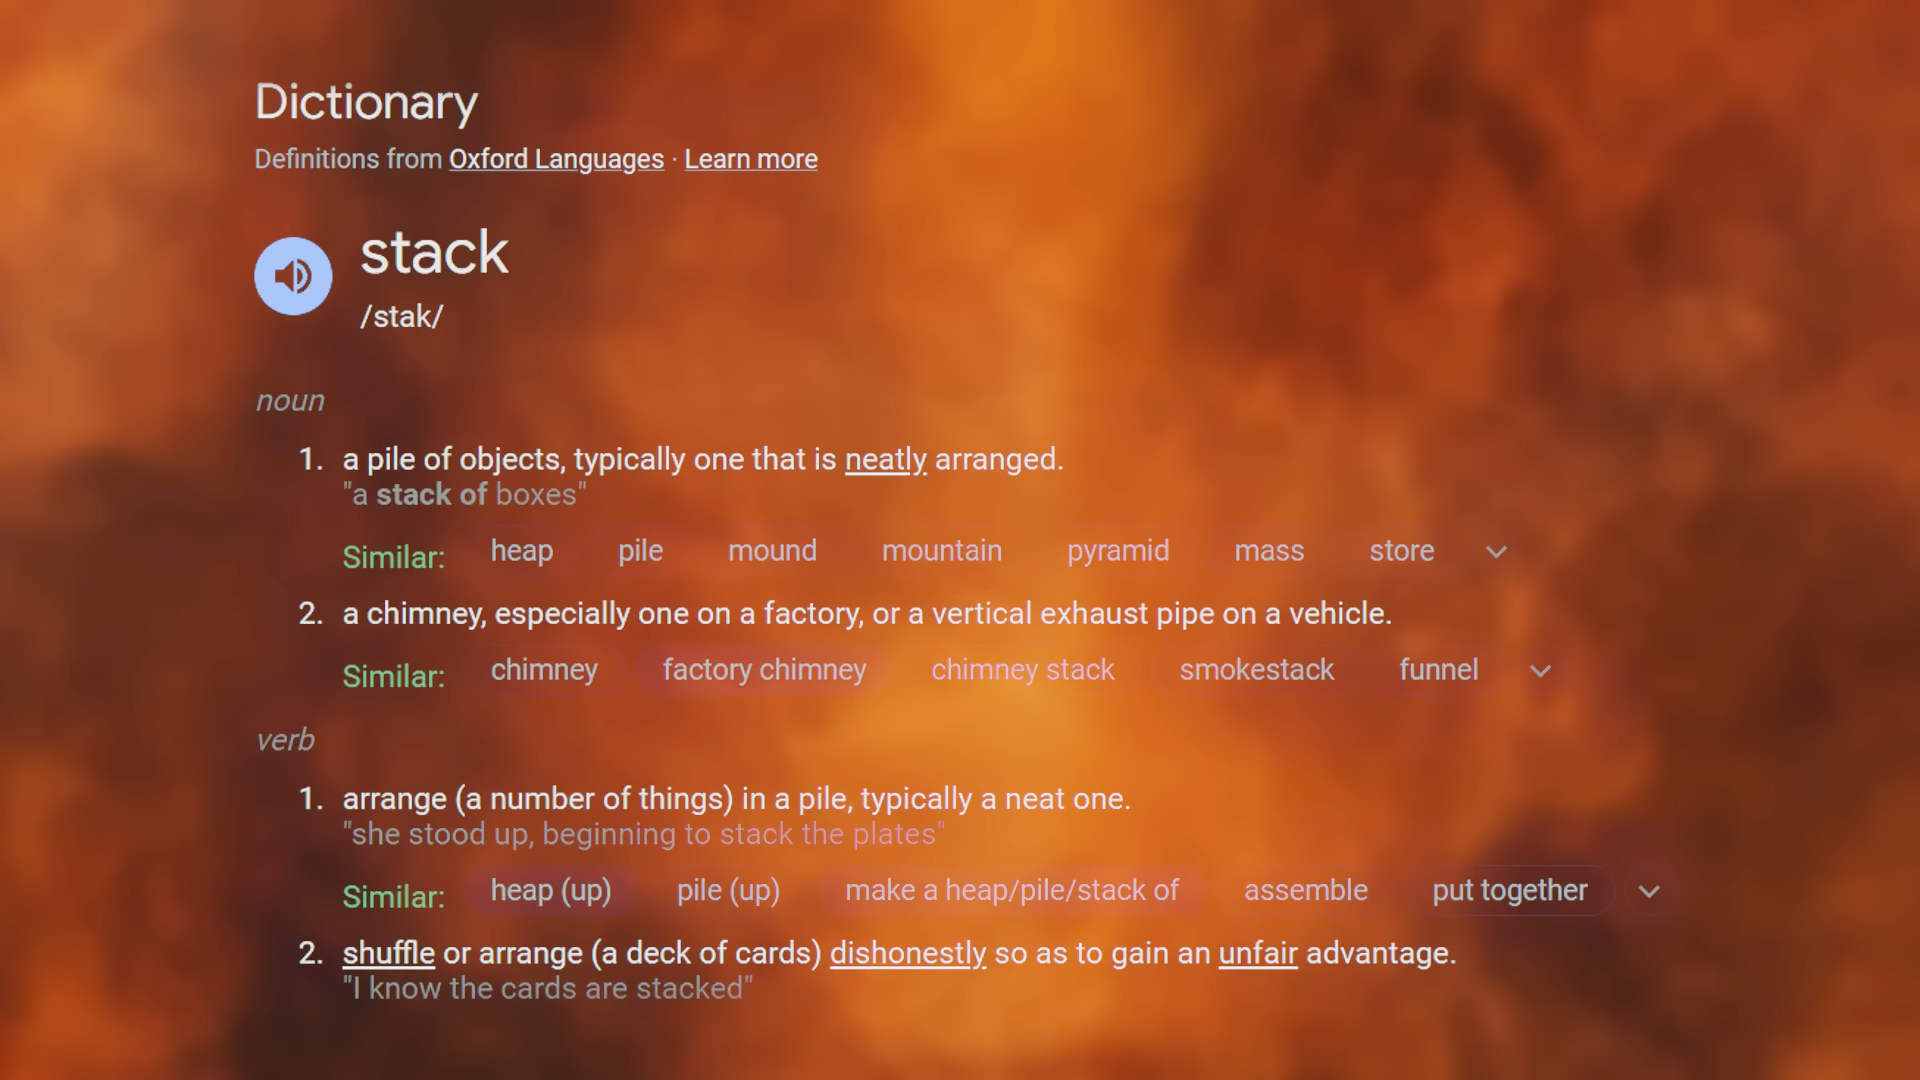 Dictionary
Definitions from Oxford Languages · Learn more
stack
/stak/
noun
1. a pile of objects, typically one that is neatly arranged.
"a stack of boxes"
Similar: heap pile mound mountain pyramid mass store
2. a chimney, especially one on a factory, or a vertical exhaust pipe on a vehicle.
Similar: chimney factory chimney chimney stack smokestack funnel
verb
1. arrange (a number of things) in a pile, typically a neat one.
"she stood up, beginning to stack the plates"
Similar: heap (up) pile (up) make a heap/pile/stack of assemble put together
2. shuffle or arrange (a deck of cards) dishonestly so as to gain an unfair advantage.
"I know the cards are stacked"